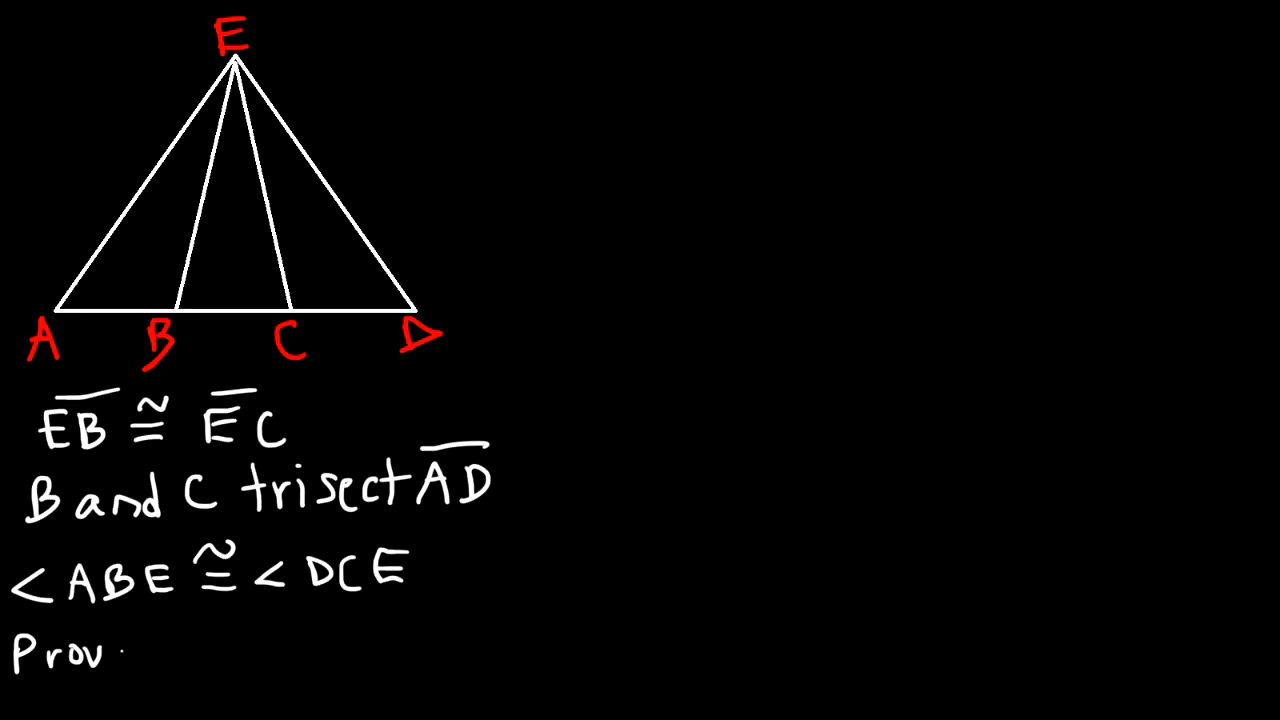 E
A B C D
EB ≅ EC
B and C trisect AD
<ABE ≅ <DCE
Prov